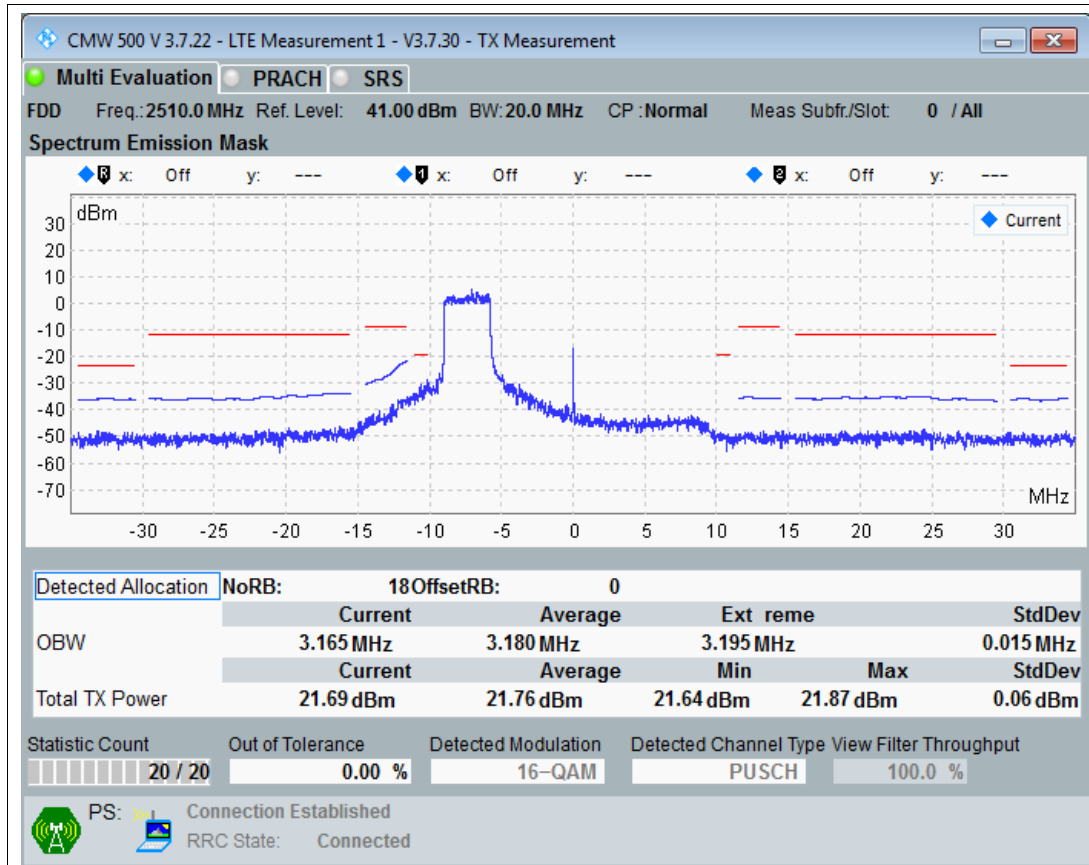 CMW 500 V 3.7.22 - LTE Measurement 1 - V3.7.30 - TX Measurement
Multi Evaluation PRACH SRS
FDD Freq.: 2510.0 MHz Ref. Level: 41.00 dBm BW: 20.0 MHz CP : Normal Meas Subfr./Slot: 0 / All
Spectrum Emission Mask
R x: Off y: --- 1 x: Off y: --- 2 x: Off y: ---
dBm
Current
30
20
10
0
-10
-20
-30
-40
-50
-60
-70
MHz
-30 -25 -20 -15 -10 -5 0 5 10 15 20 25 30
Detected Allocation NoRB: 18 OffsetRB: 0
Current Average Ext reme StdDev
OBW 3.165 MHz 3.180 MHz 3.195 MHz 0.015 MHz
Current Average Min Max StdDev
Total TX Power 21.69 dBm 21.76 dBm 21.64 dBm 21.87 dBm 0.06 dBm
Statistic Count Out of Tolerance Detected Modulation Detected Channel Type View Filter Throughput
20 / 20 0.00 % 16-QAM PUSCH 100.0 %
PS: Connection Established
RRC State: Connected